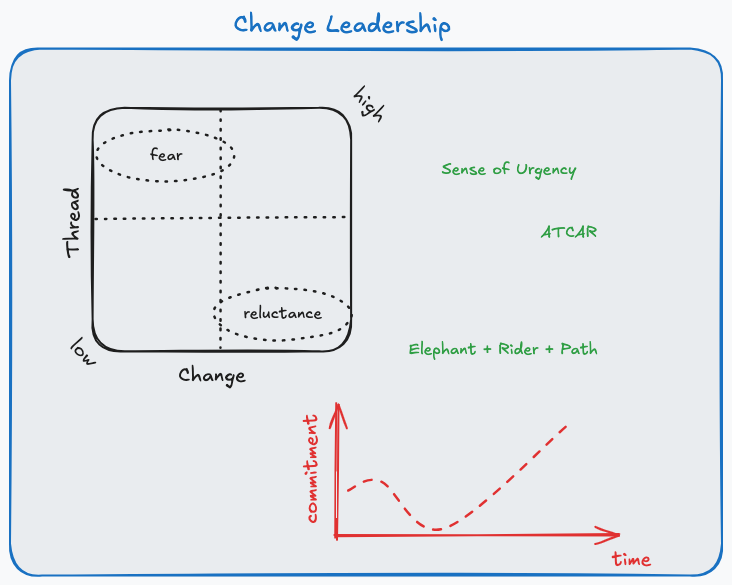 Change Leadership
high
fear
Sense of Urgency
Thread
ATCAR
reluctance
low
Elephant + Rider + Path
Change
commitment
time